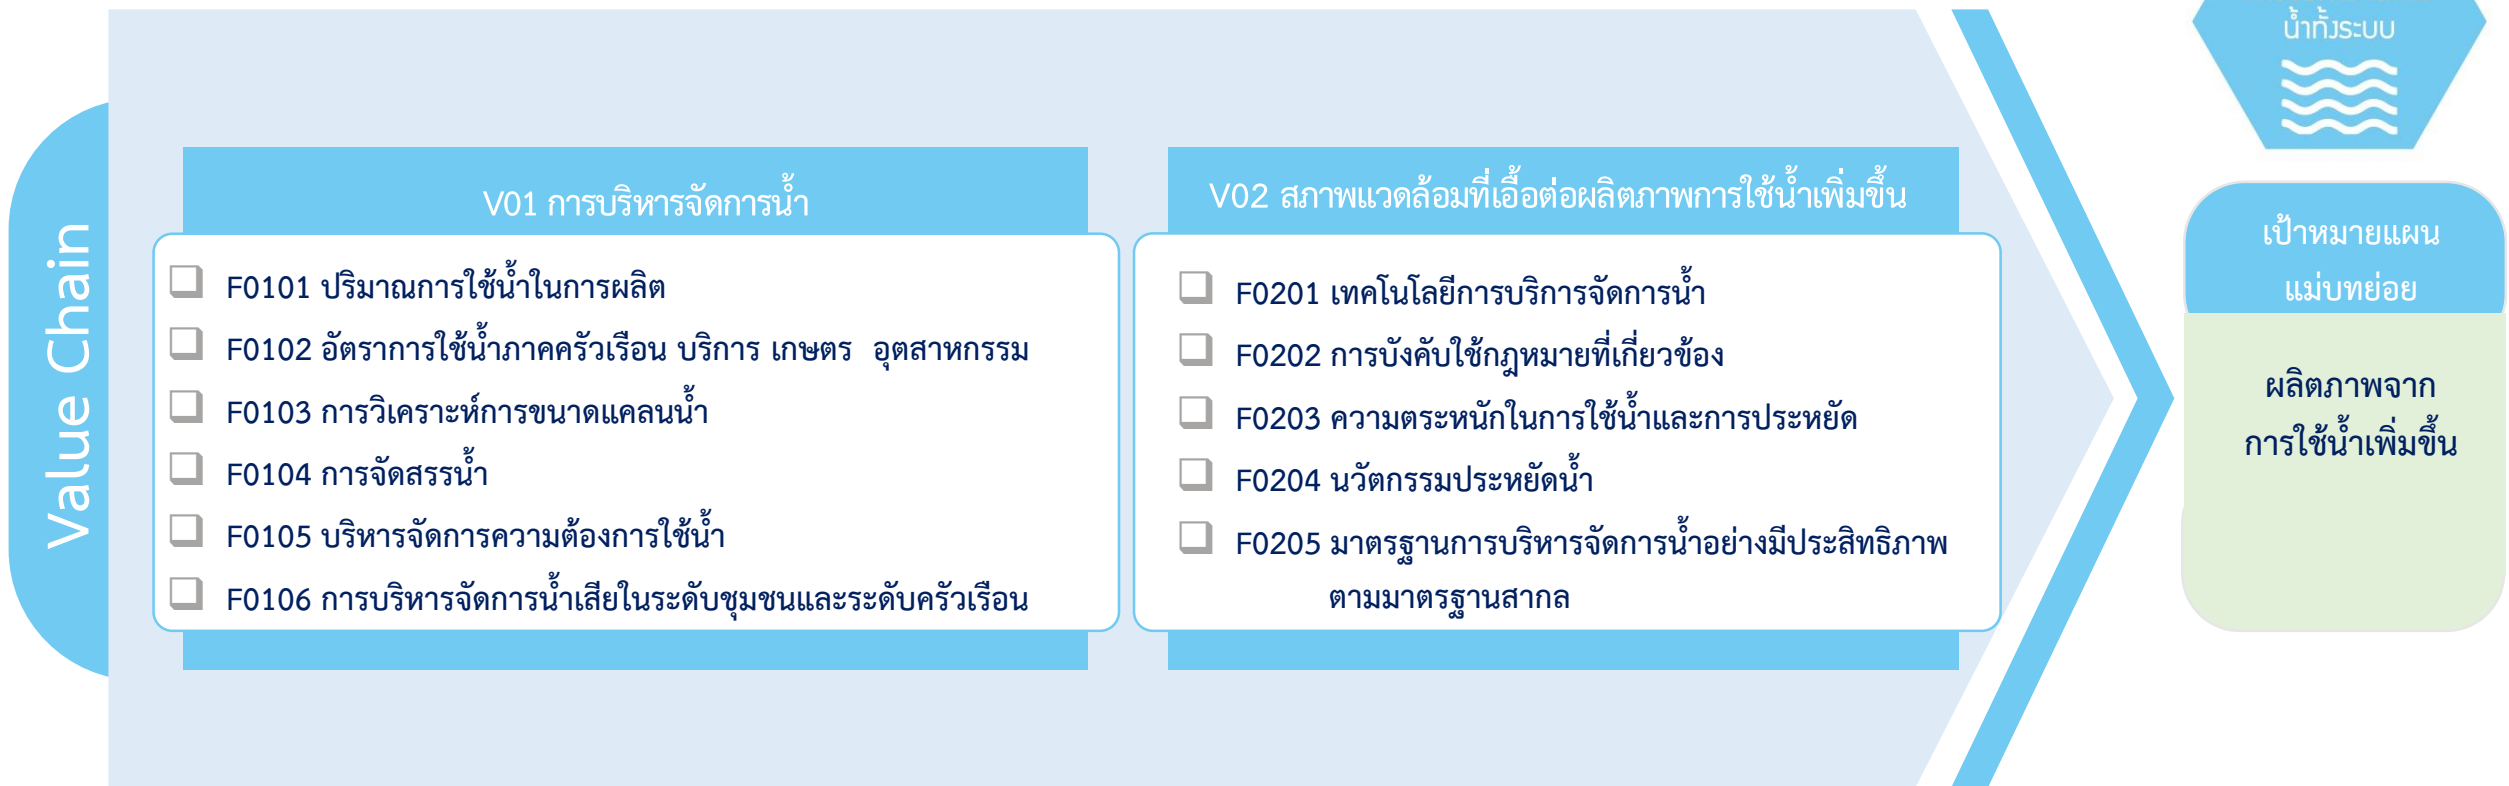 น้ำทั้งระบบ
Value Chain
V01 การบริหารจัดการน้ำ
F0101 ปริมาณการใช้น้ำในการผลิต
F0102 อัตราการใช้น้ำภาคครัวเรือน บริการ เกษตร อุตสาหกรรม
F0103 การวิเคราะห์การขนาดแคลนน้ำ
F0104 การจัดสรรน้ำ
F0105 บริหารจัดการความต้องการใช้น้ำ
F0106 การบริหารจัดการน้ำเสียในระดับชุมชนและระดับครัวเรือน
V02 สภาพแวดล้อมที่เอื้อต่อผลิตภาพการใช้น้ำเพิ่มขึ้น
F0201 เทคโนโลยีการบริการจัดการน้ำ
F0202 การบังคับใช้กฎหมายที่เกี่ยวข้อง
F0203 ความตระหนักในการใช้น้ำและการประหยัด
F0204 นวัตกรรมประหยัดน้ำ
F0205 มาตรฐานการบริหารจัดการน้ำอย่างมีประสิทธิภาพ
ตามมาตรฐานสากล
เป้าหมายแผน
แม่บทย่อย
ผลิตภาพจาก
การใช้น้ำเพิ่มขึ้น